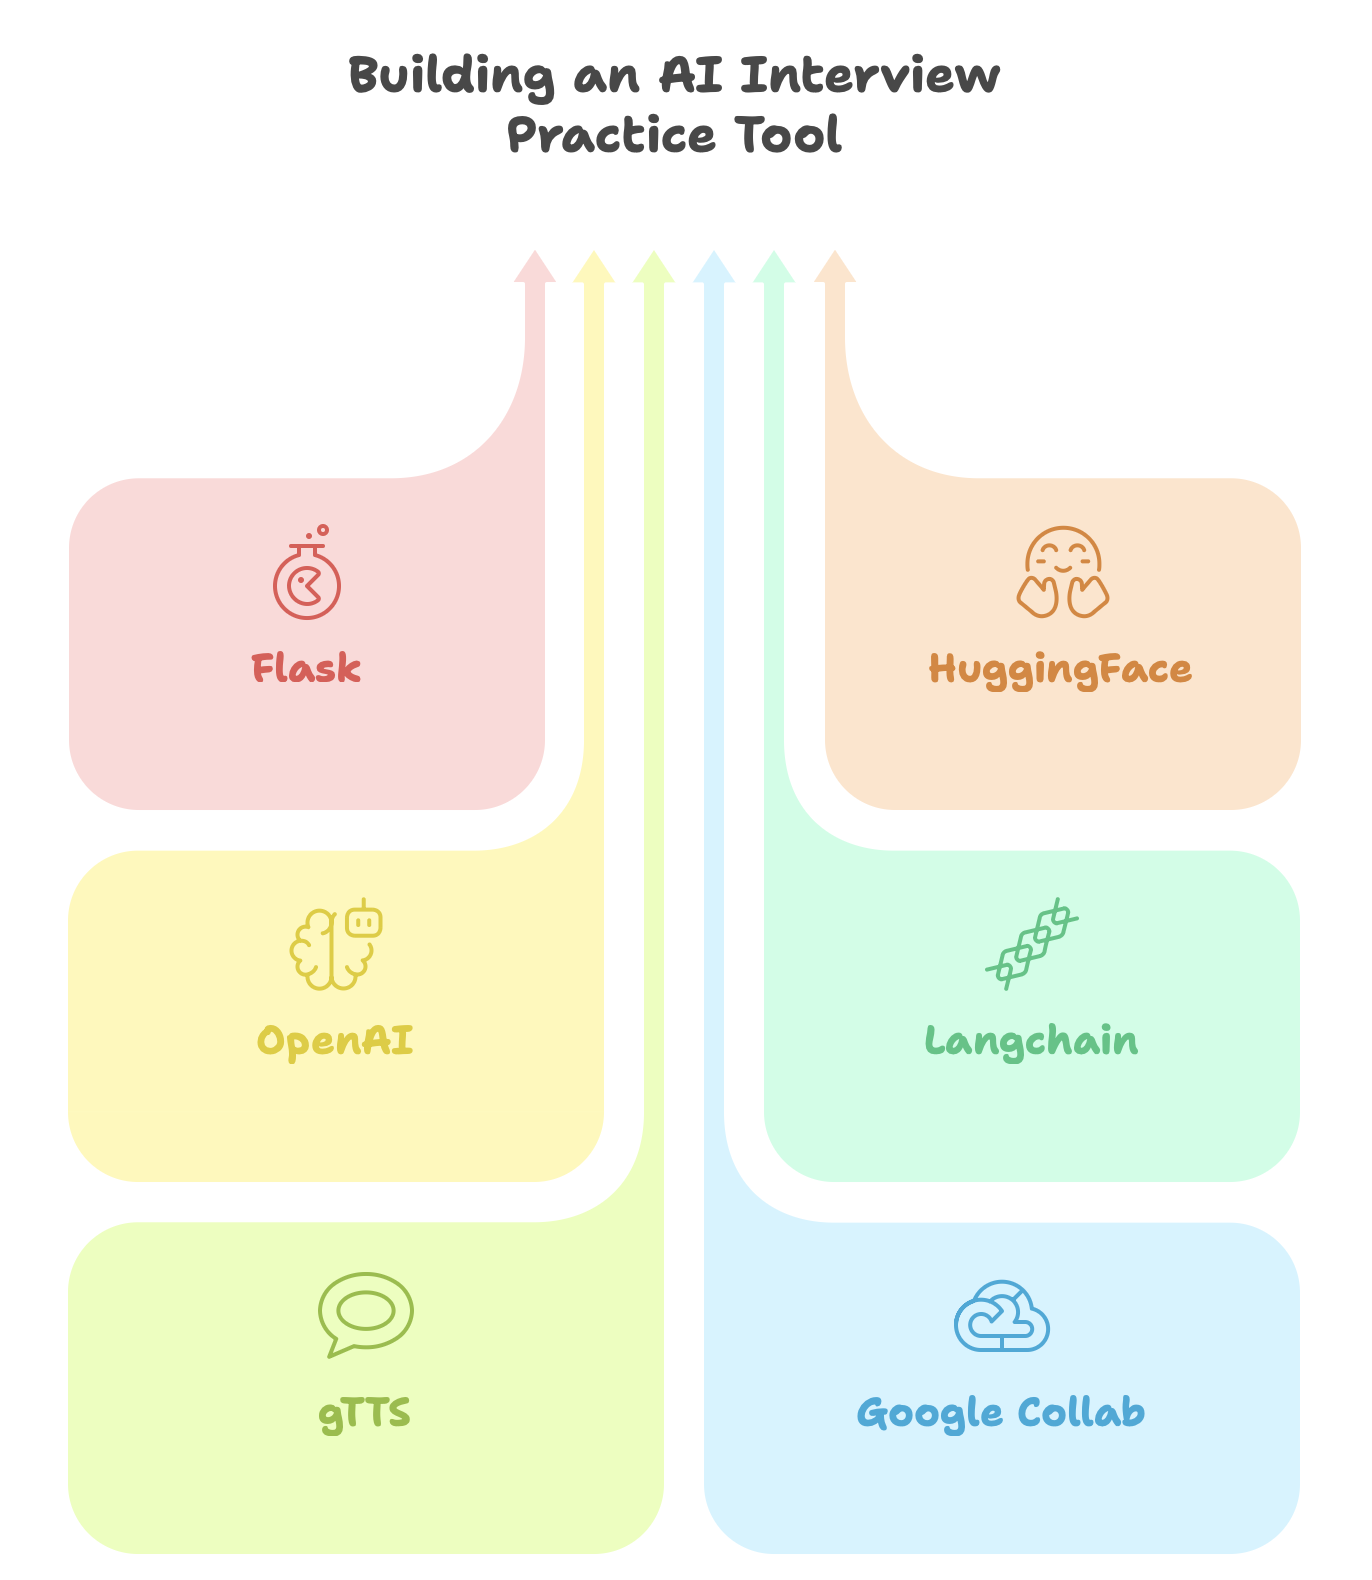 Building an AI Interview
Practice Tool
Flask
HuggingFace
OpenAI
Langchain
gTTS
Google Collab